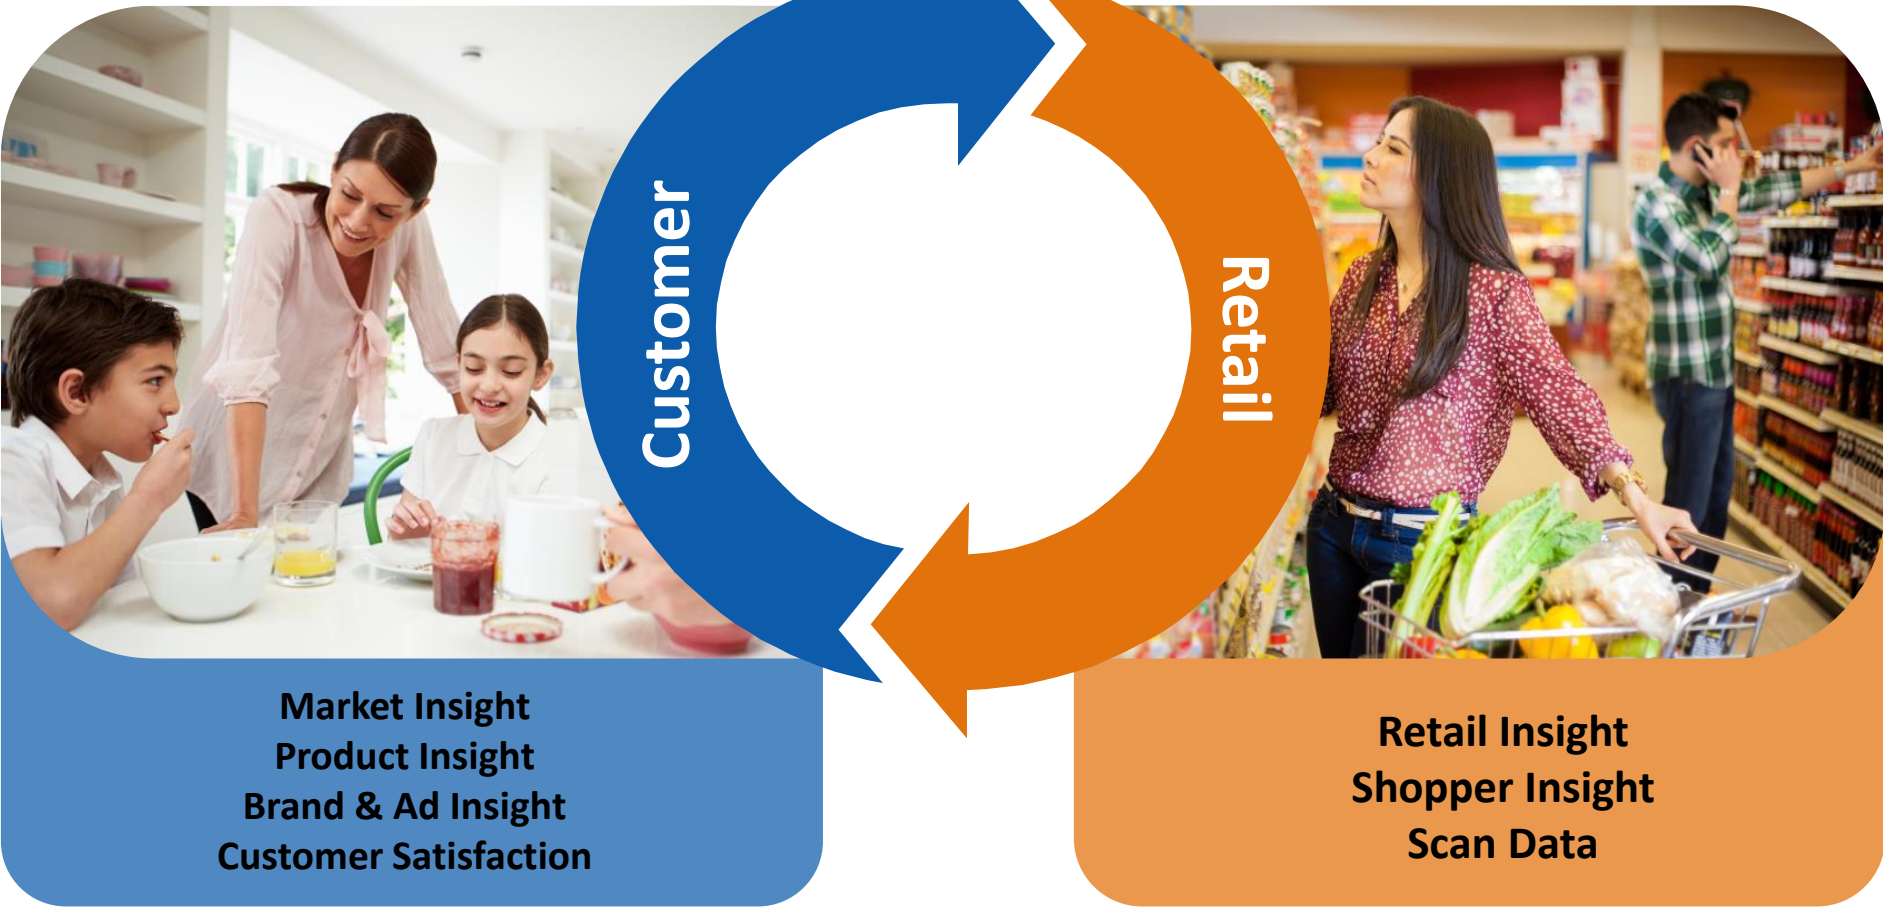 Customer
Retail
Market Insight
Product Insight
Brand & Ad Insight
Customer Satisfaction
Retail Insight
Shopper Insight
Scan Data